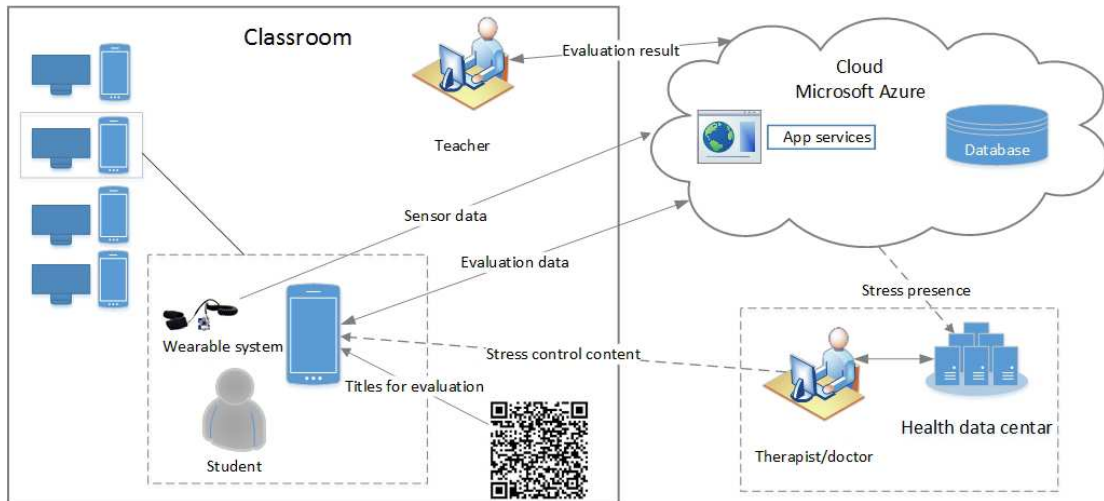 Classroom
Evaluation result
Cloud
Microsoft Azure
App services
Database
Teacher
Sensor data
Evaluation data
Stress presence
Wearable system
Stress control content
Titles for evaluation
Student
Therapist/doctor
Health data centar